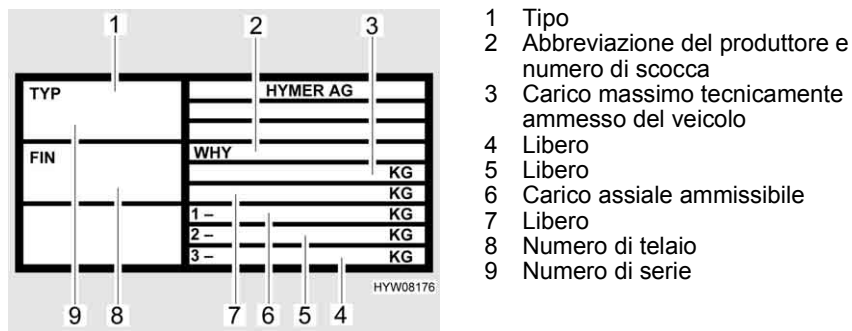 1 2 3
TYP
HYMER AG
FIN
WHY
KG
KG
1 – KG
2 – KG
3 – KG
HYW08176
9 8 7 6 5 4
1 Tipo
2 Abbreviazione del produttore e
numero di scocca
3 Carico massimo tecnicamente
ammesso del veicolo
4 Libero
5 Libero
6 Carico assiale ammissibile
7 Libero
8 Numero di telaio
9 Numero di serie